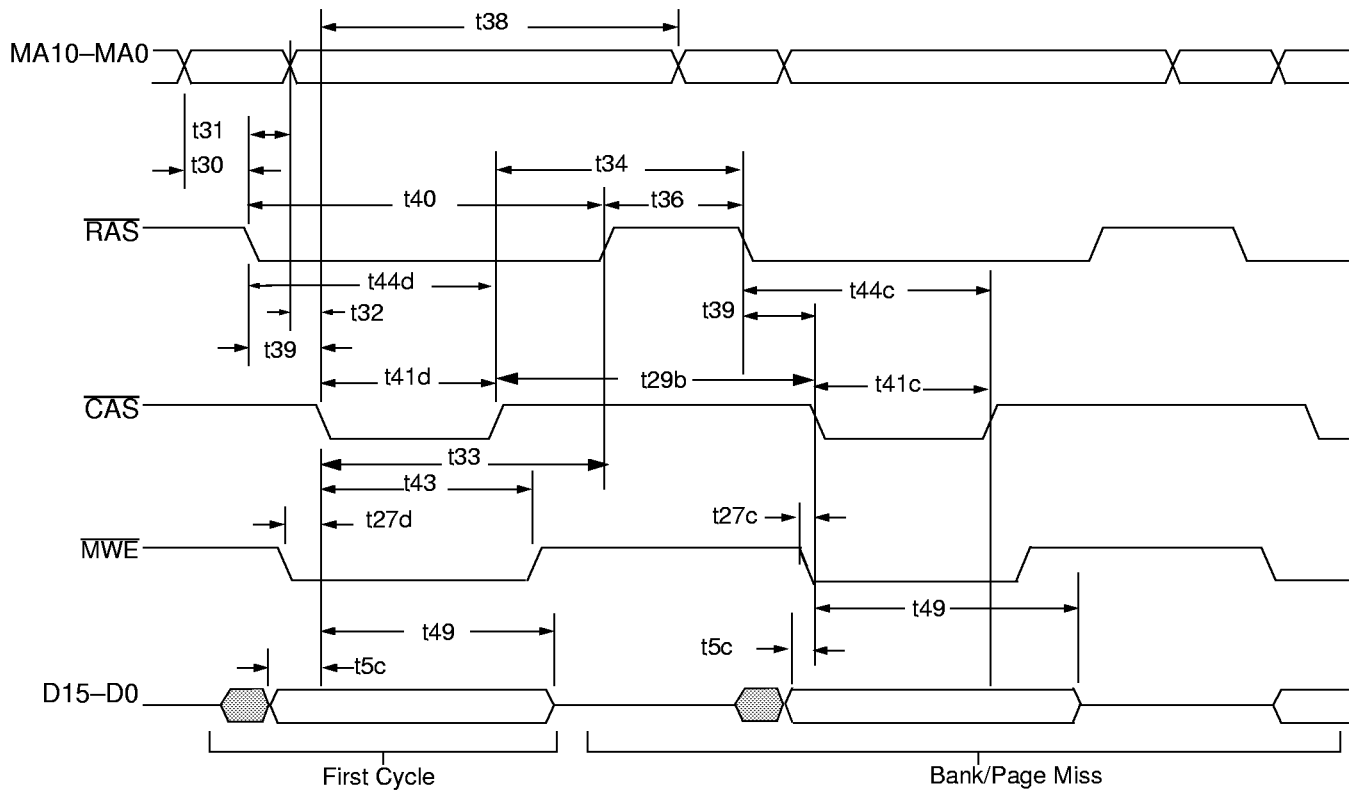 t38
MA10–MA0
t31
t30
t34
t40
t36
RAS
t44d
t44c
t32
t39
t39
t41d
t29b
t41c
CAS
t33
t43
t27d
t27c
MWE
t49
t49
t5c
t5c
D15–D0
First Cycle
Bank/Page Miss